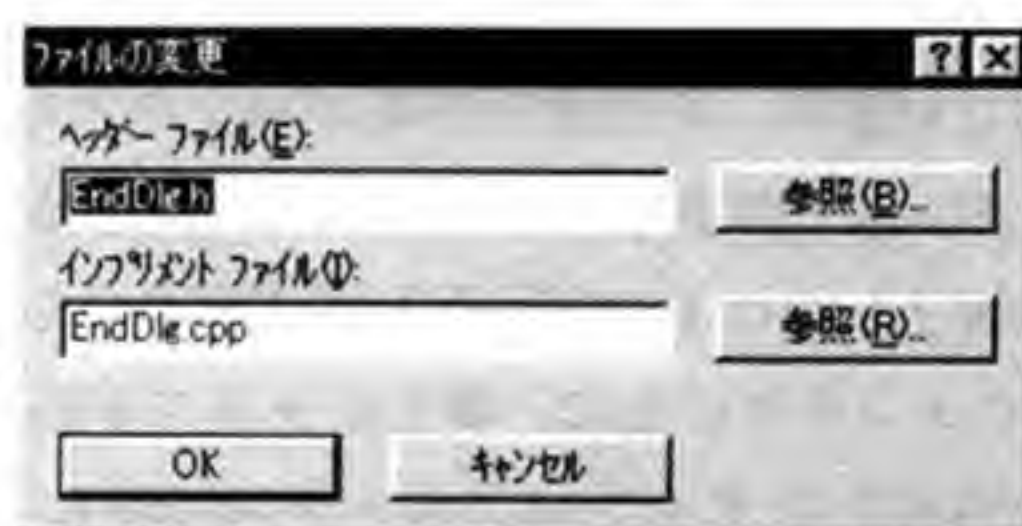 ファイルの変更
ヘッダー ファイル(E):
EndDlg.h
参照(B)...
インプリメント ファイル(I):
EndDlg.cpp
参照(R)...
OK
キャンセル